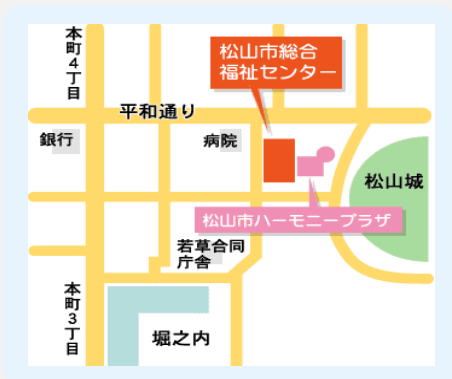 本町4丁目
松山市総合
福祉センター
平和通り
銀行
病院
松山城
松山市ハーモニープラザ
若草合同
庁舎
本町3丁目
堀之内